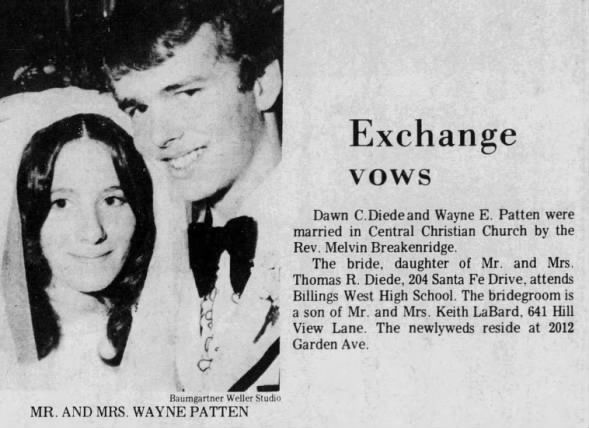 Baumgartner Weller Studio
MR. AND MRS. WAYNE PATTEN
Exchange
vows
Dawn C.Diede and Wayne E. Patten were
married in Central Christian Church by the
Rev. Melvin Breakenridge.
The bride, daughter of Mr. and Mrs.
Thomas R. Diede, 204 Santa Fe Drive, attends
Billings West High School. The bridegroom is
a son of Mr. and Mrs. Keith LaBard, 641 Hill
View Lane. The newlyweds reside at 2012
Garden Ave.